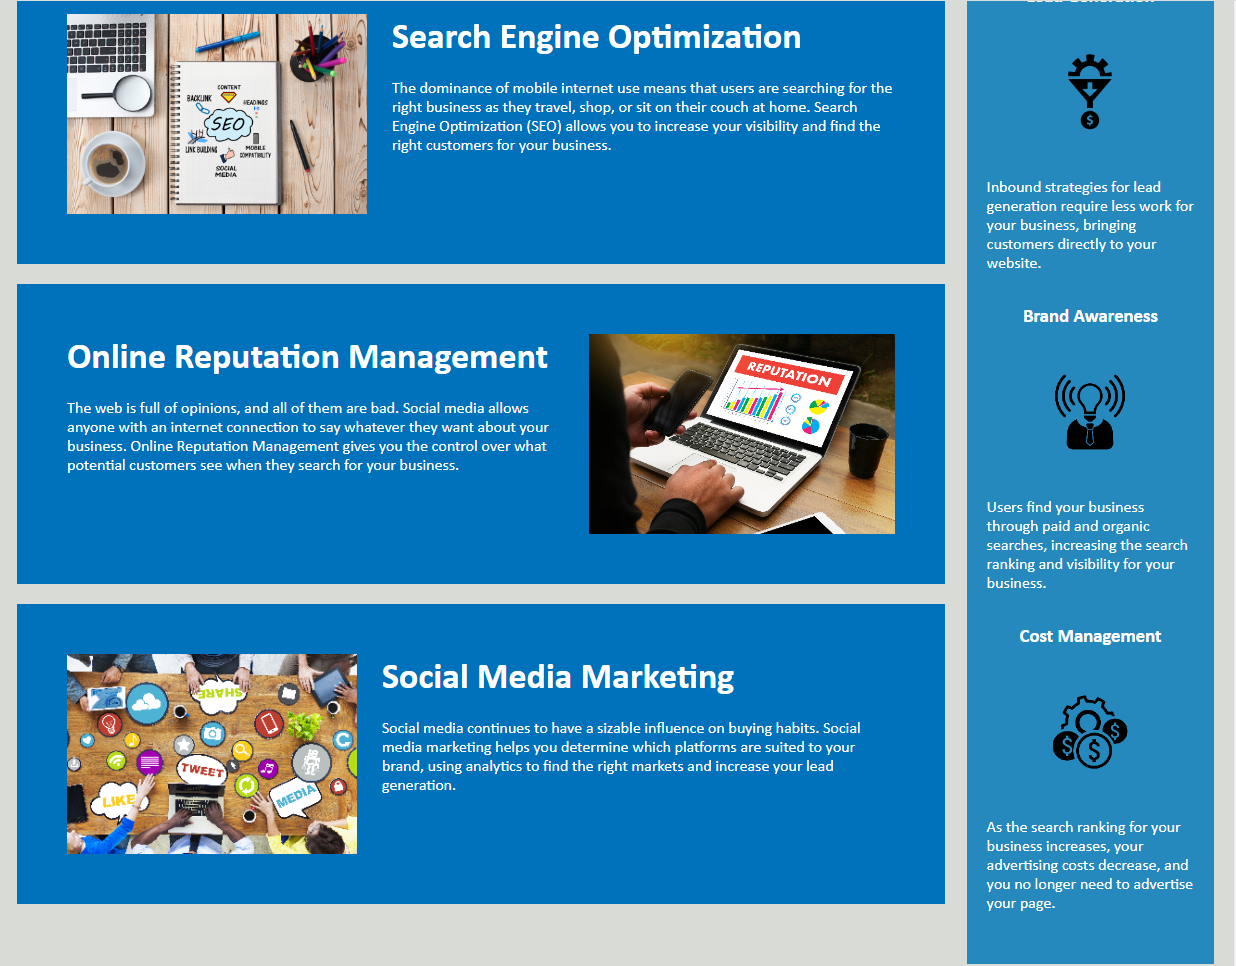 Search Engine Optimization
The dominance of mobile internet use means that users are searching for the
right business as they travel, shop, or sit on their couch at home. Search
Engine Optimization (SEO) allows you to increase your visibility and find the
right customers for your business.
CONTENT
BACKLINK
HEADINGS
SEO
LINK BUILDING
MOBILE
COMPATIBILITY
SOCIAL
MEDIA
Online Reputation Management
The web is full of opinions, and all of them are bad. Social media allows
anyone with an internet connection to say whatever they want about your
business. Online Reputation Management gives you the control over what
potential customers see when they search for your business.
REPUTATION
Social Media Marketing
Social media continues to have a sizable influence on buying habits. Social
media marketing helps you determine which platforms are suited to your
brand, using analytics to find the right markets and increase your lead
generation.
SHARE
TWEET
LIKE
MEDIA
Lead Generation
$
Inbound strategies for lead
generation require less work for
your business, bringing
customers directly to your
website.
Brand Awareness
Users find your business
through paid and organic
searches, increasing the search
ranking and visibility for your
business.
Cost Management
$ $ $
As the search ranking for your
business increases, your
advertising costs decrease, and
you no longer need to advertise
your page.